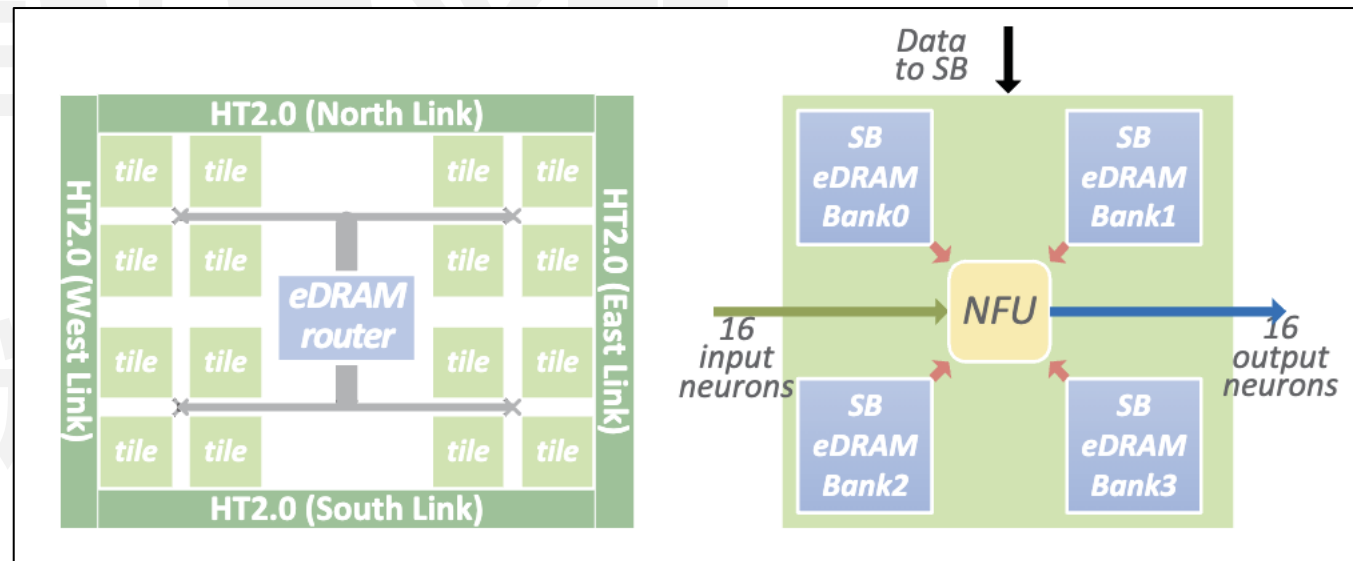 HT2.0 (North Link)
HT2.0 (West Link)
tile tile tile tile
tile tile tile tile
eDRAM
router
tile tile tile tile
tile tile tile tile
HT2.0 (East Link)
HT2.0 (South Link)
Data
to SB
SB
eDRAM
Bank0
SB
eDRAM
Bank1
16
input
neurons
NFU
16
output
neurons
SB
eDRAM
Bank2
SB
eDRAM
Bank3